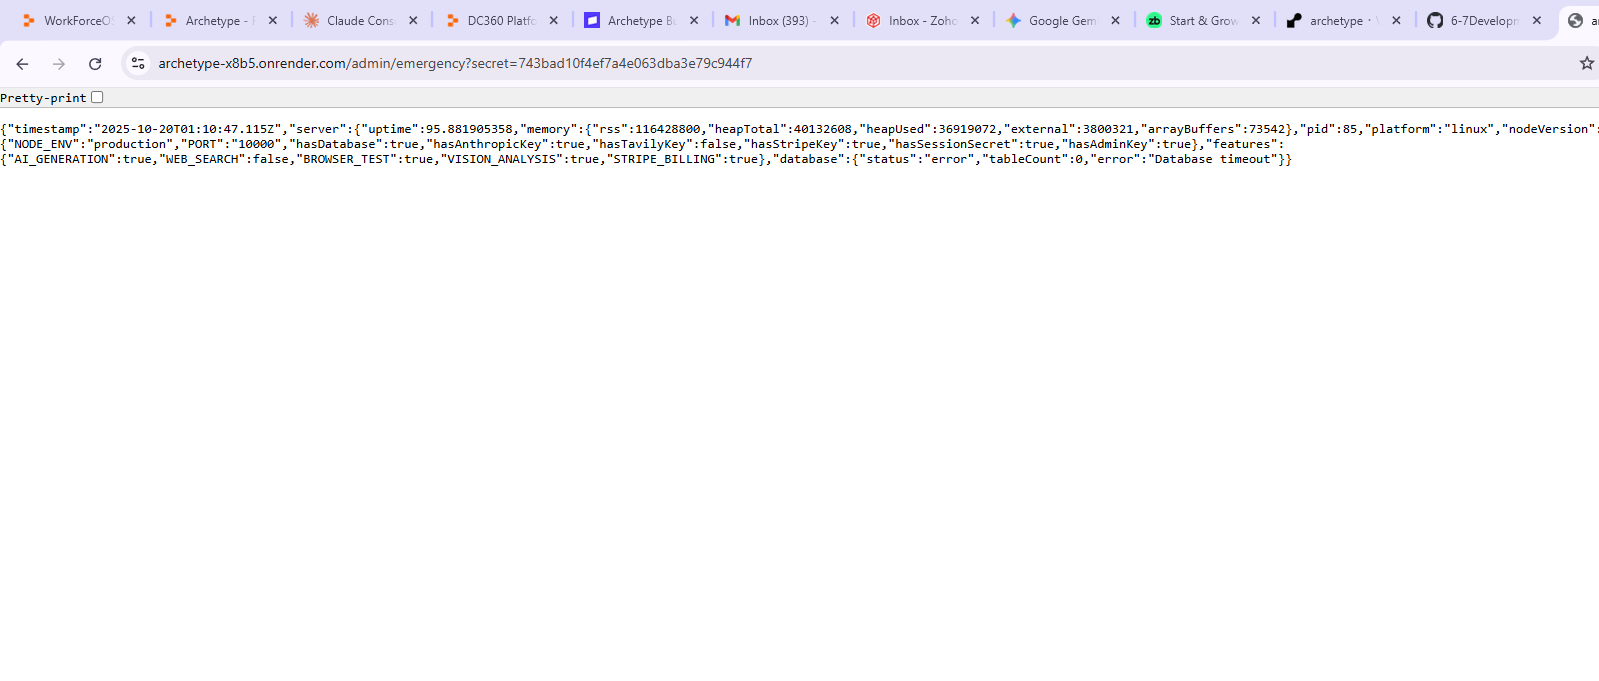 WorkForceOS
Archetype - F
Claude Cons
DC360 Platfo
Archetype Bu
Inbox (393) -
Inbox - Zoho
Google Gemi
Start & Grow
archetype ·
6-7Developm
archetype-x8b5.onrender.com/admin/emergency?secret=743bad10f4ef7a4e063dba3e79c944f7
Pretty-print
{"timestamp":"2025-10-20T01:10:47.115Z","server":{"uptime":95.881905358,"memory":{"rss":116428800,"heapTotal":40132608,"heapUsed":36919072,"external":3800321,"arrayBuffers":73542},"pid":85,"platform":"linux","nodeVersion":
{"NODE_ENV":"production","PORT":"10000","hasDatabase":true,"hasAnthropicKey":true,"hasTavilyKey":false,"hasStripeKey":true,"hasSessionSecret":true,"hasAdminKey":true},"features":
{"AI_GENERATION":true,"WEB_SEARCH":false,"BROWSER_TEST":true,"VISION_ANALYSIS":true,"STRIPE_BILLING":true},"database":{"status":"error","tableCount":0,"error":"Database timeout"}}